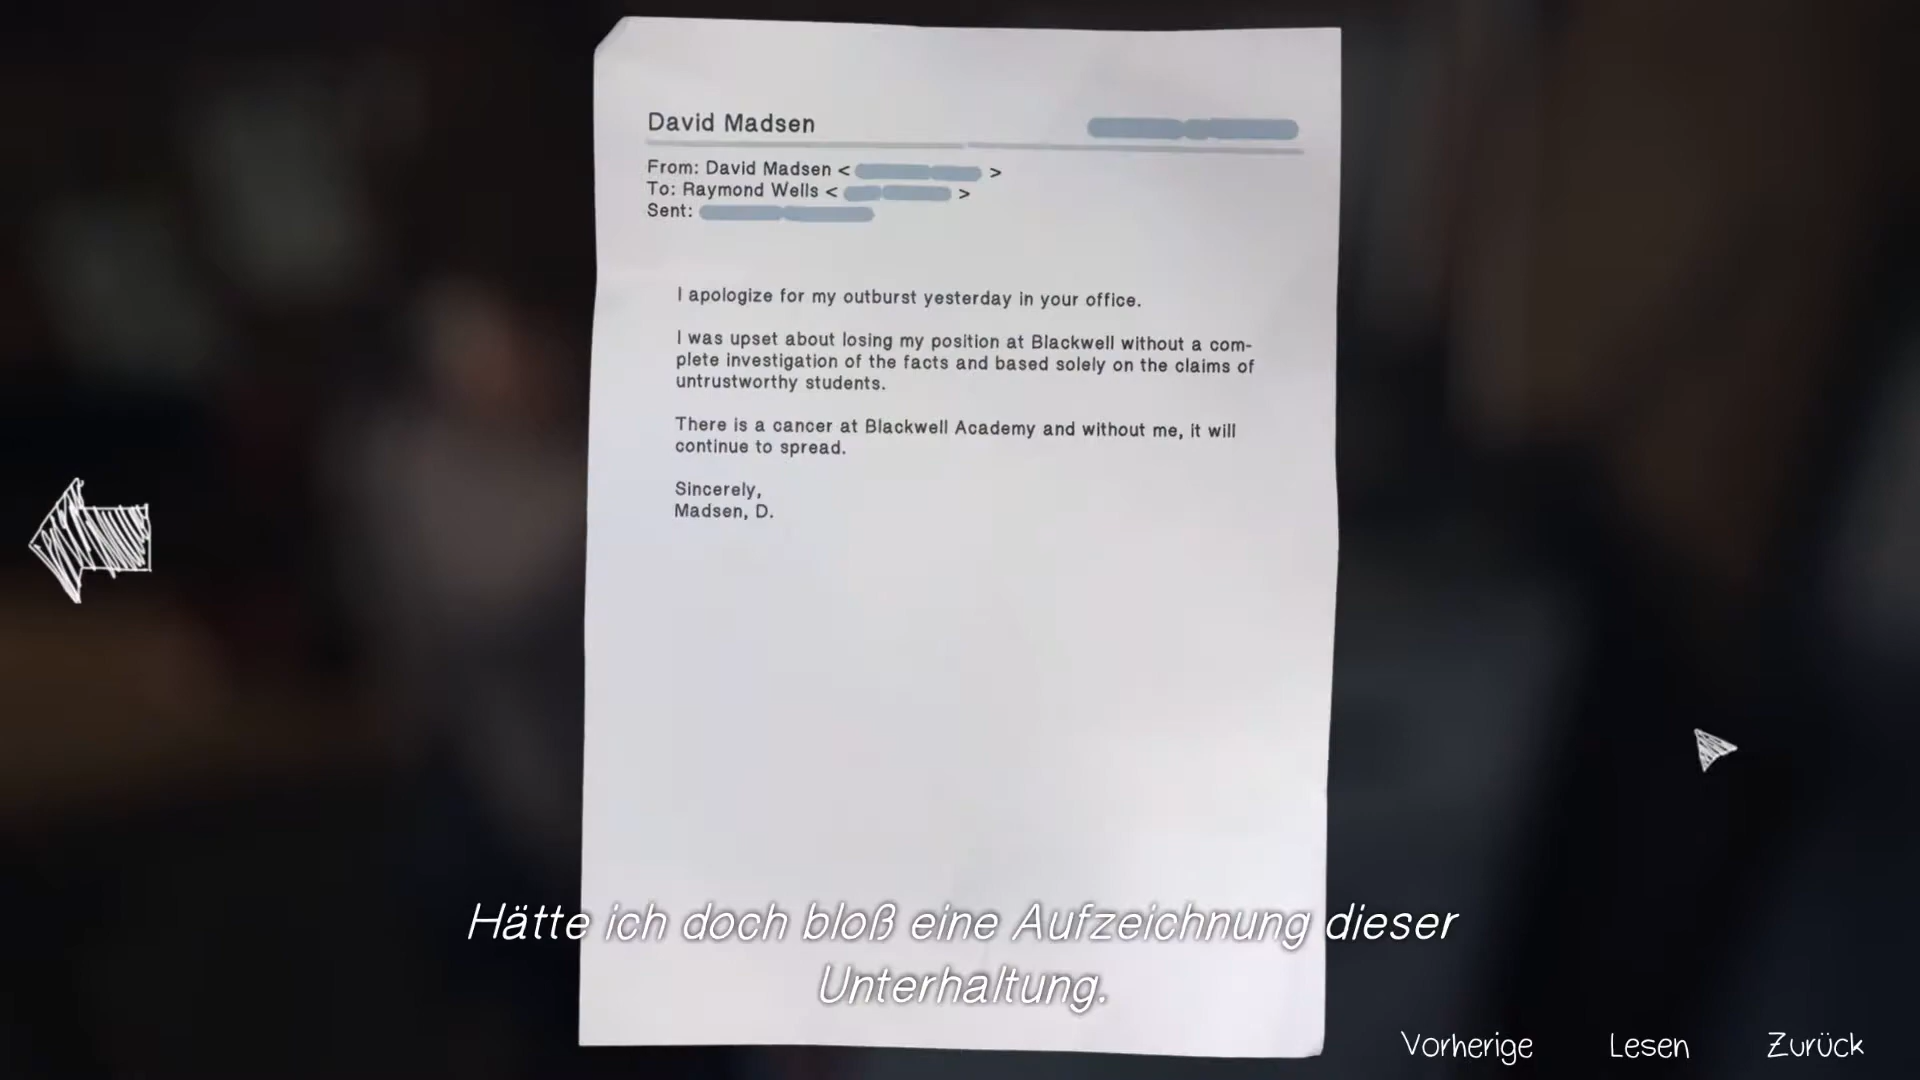 David Madsen
From: David Madsen < >
To: Raymond Wells < >
Sent:
I apologize for my outburst yesterday in your office.
I was upset about losing my position at Blackwell without a com-
plete investigation of the facts and based solely on the claims of
untrustworthy students.
There is a cancer at Blackwell Academy and without me, it will
continue to spread.
Sincerely,
Madsen, D.
Hätte ich doch bloß eine Aufzeichnung dieser
Unterhaltung.
Vorherige Lesen Zurück